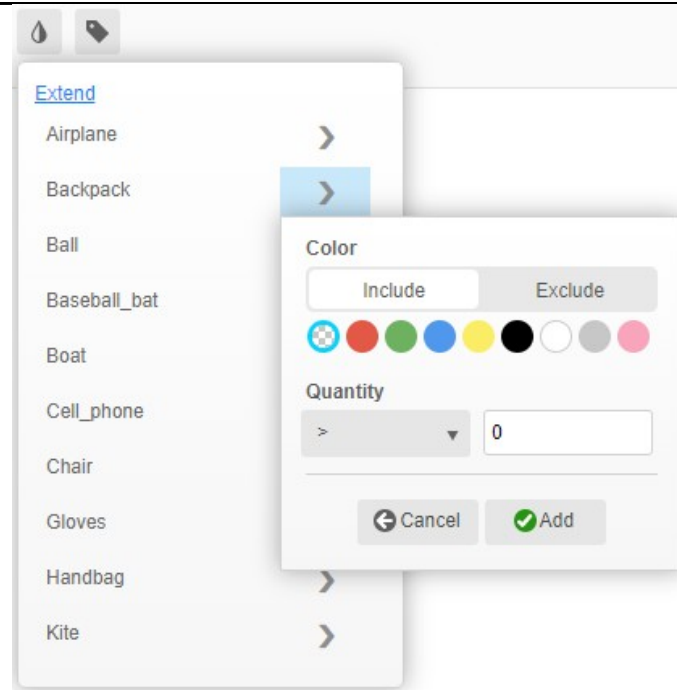 Extend
Airplane
Backpack
Ball
Baseball_bat
Boat
Cell_phone
Chair
Gloves
Handbag
Kite
Color
Include Exclude
Quantity
> 0
Cancel Add